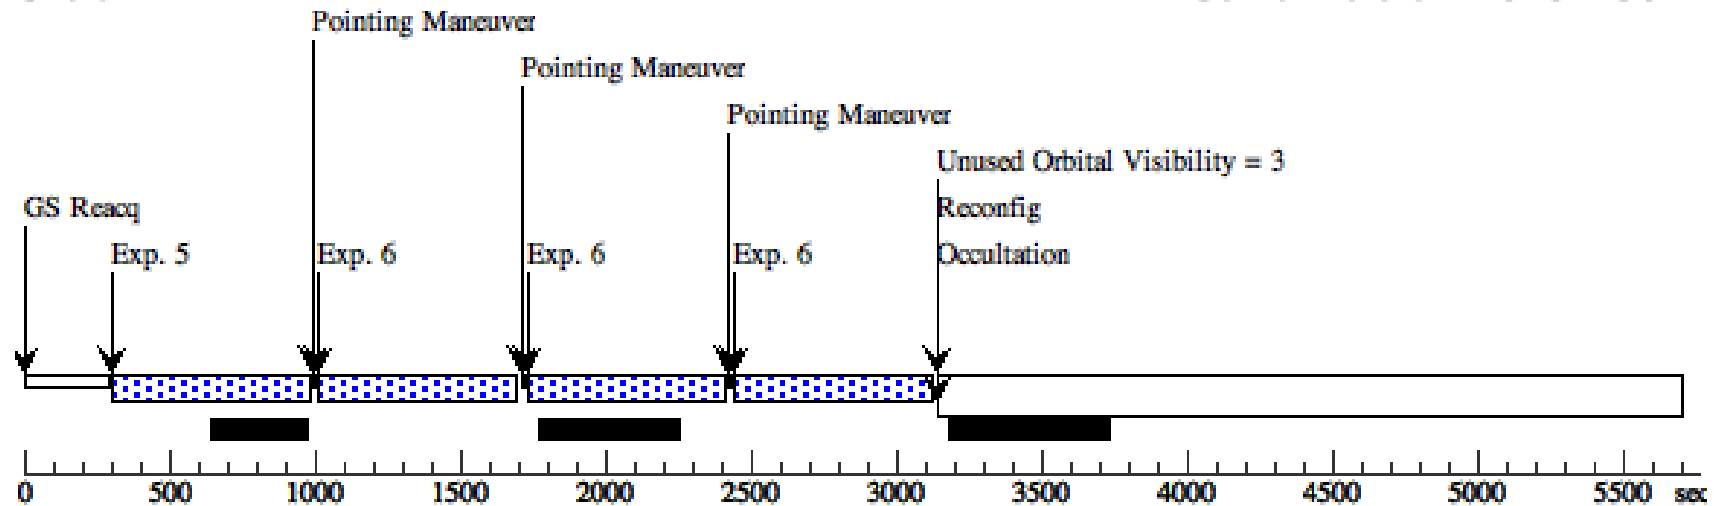 Pointing Maneuver
Pointing Maneuver
Pointing Maneuver
Unused Orbital Visibility = 3
GS Reacq
Reconfig
Exp. 5
Exp. 6
Exp. 6
Exp. 6
Occultation
0 500 1000 1500 2000 2500 3000 3500 4000 4500 5000 5500 sec